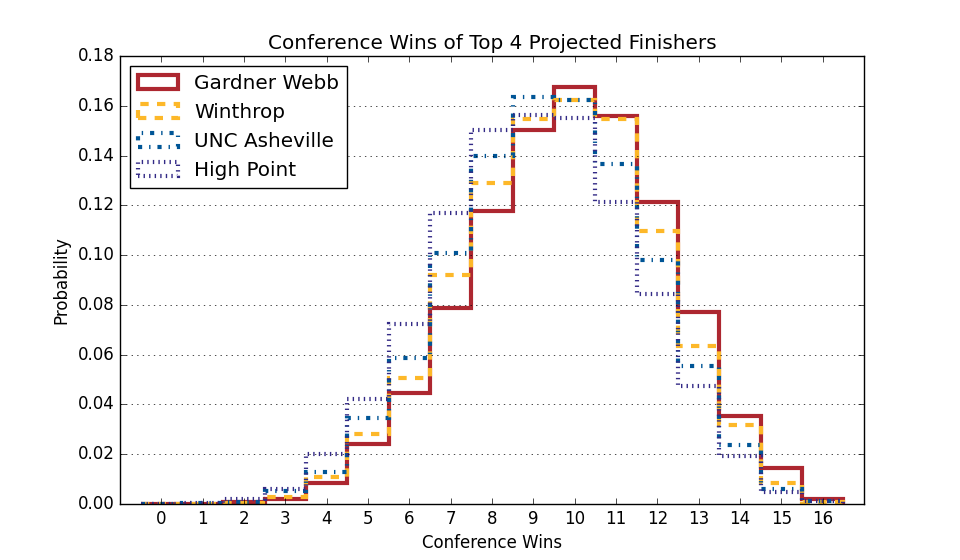 Conference Wins of Top 4 Projected Finishers
Gardner Webb
Winthrop
UNC Asheville
High Point
Probability
0.18
0.16
0.14
0.12
0.10
0.08
0.06
0.04
0.02
0.00
0 1 2 3 4 5 6 7 8 9 10 11 12 13 14 15 16
Conference Wins